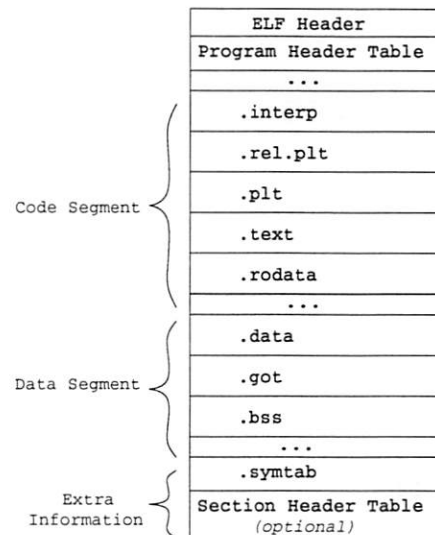 ELF Header
Program Header Table
...
.interp
.rel.plt
.plt
.text
.rodata
...
Code Segment
.data
.got
.bss
...
Data Segment
.symtab
Section Header Table
(optional)
Extra
Information